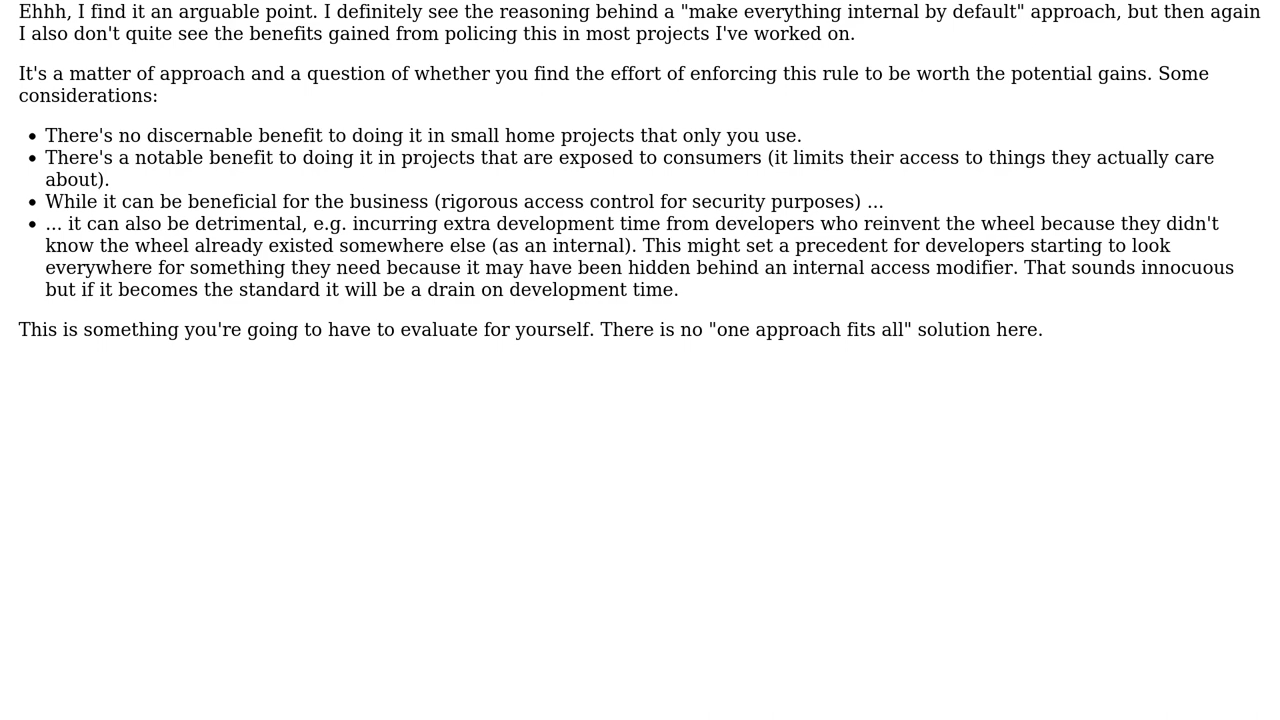 Ehhh, I find it an arguable point. I definitely see the reasoning behind a "make everything internal by default" approach, but then again
I also don't quite see the benefits gained from policing this in most projects I've worked on.
It's a matter of approach and a question of whether you find the effort of enforcing this rule to be worth the potential gains. Some
considerations:
• There's no discernable benefit to doing it in small home projects that only you use.
• There's a notable benefit to doing it in projects that are exposed to consumers (it limits their access to things they actually care
about).
• While it can be beneficial for the business (rigorous access control for security purposes) ...
• ... it can also be detrimental, e.g. incurring extra development time from developers who reinvent the wheel because they didn't
know the wheel already existed somewhere else (as an internal). This might set a precedent for developers starting to look
everywhere for something they need because it may have been hidden behind an internal access modifier. That sounds innocuous
but if it becomes the standard it will be a drain on development time.
This is something you're going to have to evaluate for yourself. There is no "one approach fits all" solution here.